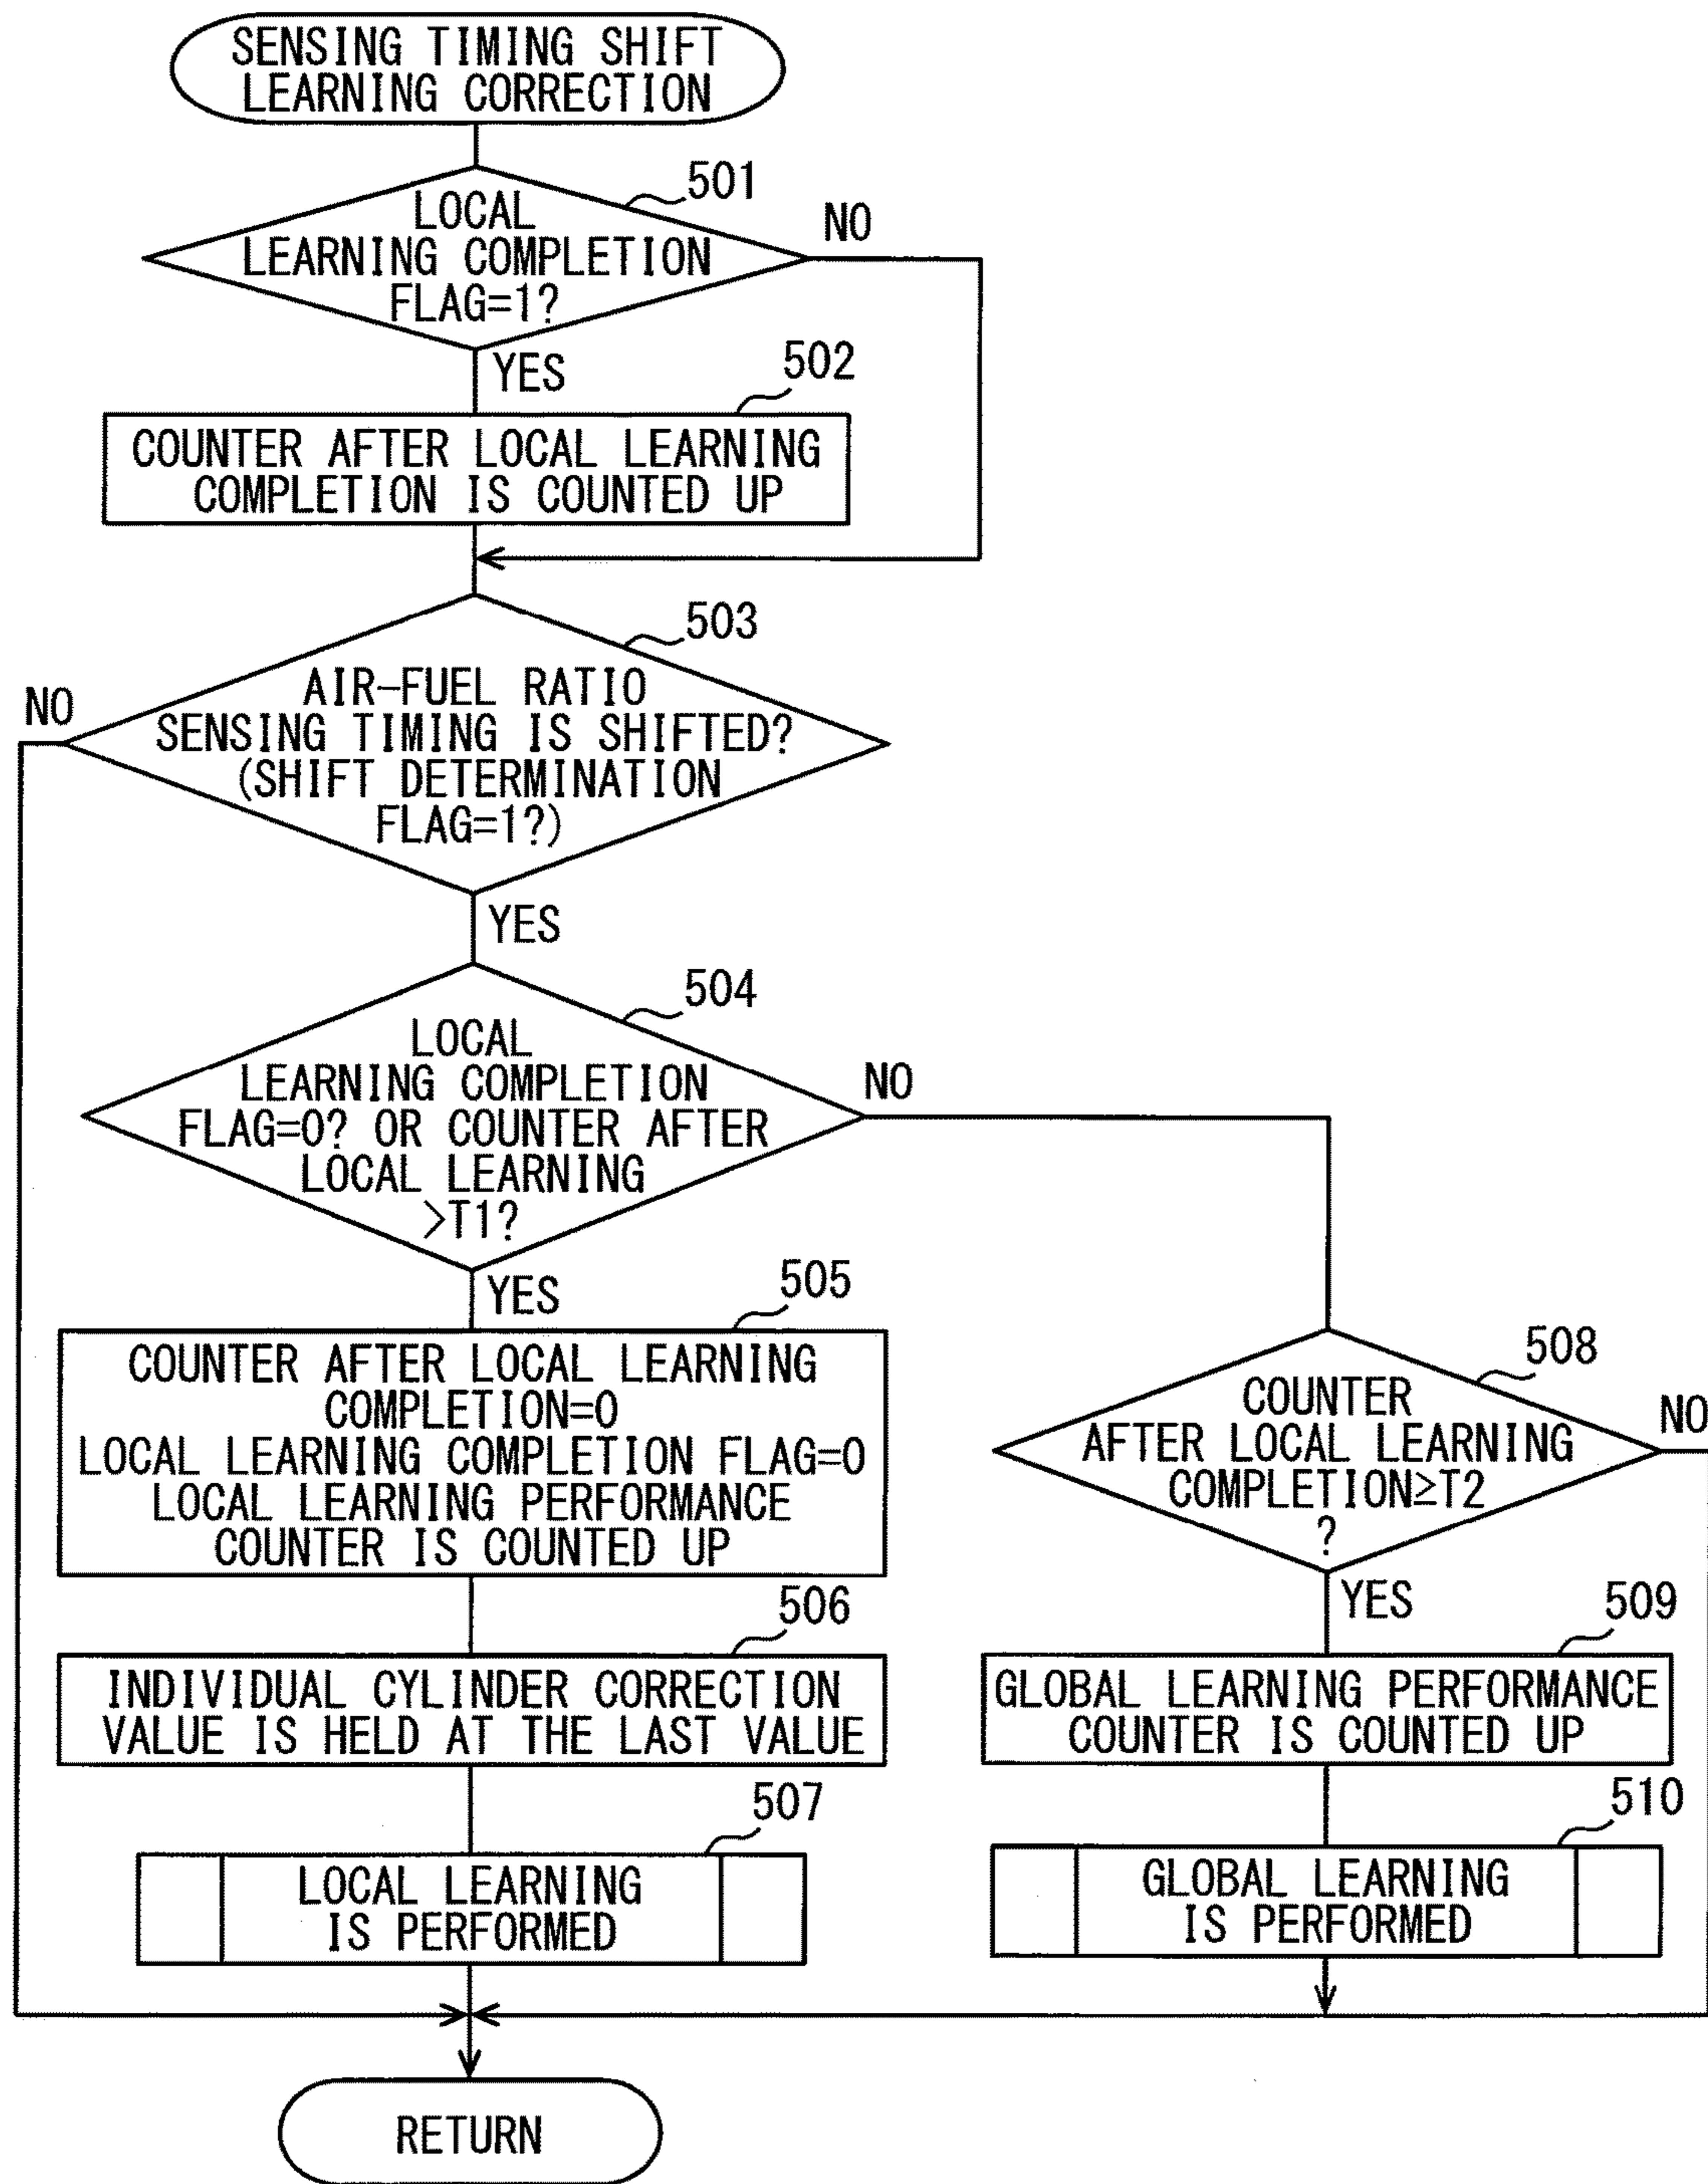 SENSING TIMING SHIFT
LEARNING CORRECTION
501
LOCAL
LEARNING COMPLETION
FLAG=1?
NO
YES
502
COUNTER AFTER LOCAL LEARNING
COMPLETION IS COUNTED UP
503
AIR-FUEL RATIO
SENSING TIMING IS SHIFTED?
(SHIFT DETERMINATION
FLAG=1?)
NO
YES
504
LOCAL
LEARNING COMPLETION
FLAG=0? OR COUNTER AFTER
LOCAL LEARNING
>T1?
NO
YES
505
COUNTER AFTER LOCAL LEARNING
COMPLETION=0
LOCAL LEARNING COMPLETION FLAG=0
LOCAL LEARNING PERFORMANCE
COUNTER IS COUNTED UP
506
INDIVIDUAL CYLINDER CORRECTION
VALUE IS HELD AT THE LAST VALUE
507
LOCAL LEARNING
IS PERFORMED
508
COUNTER
AFTER LOCAL LEARNING
COMPLETION≥T2
?
NO
YES
509
GLOBAL LEARNING PERFORMANCE
COUNTER IS COUNTED UP
510
GLOBAL LEARNING
IS PERFORMED
RETURN